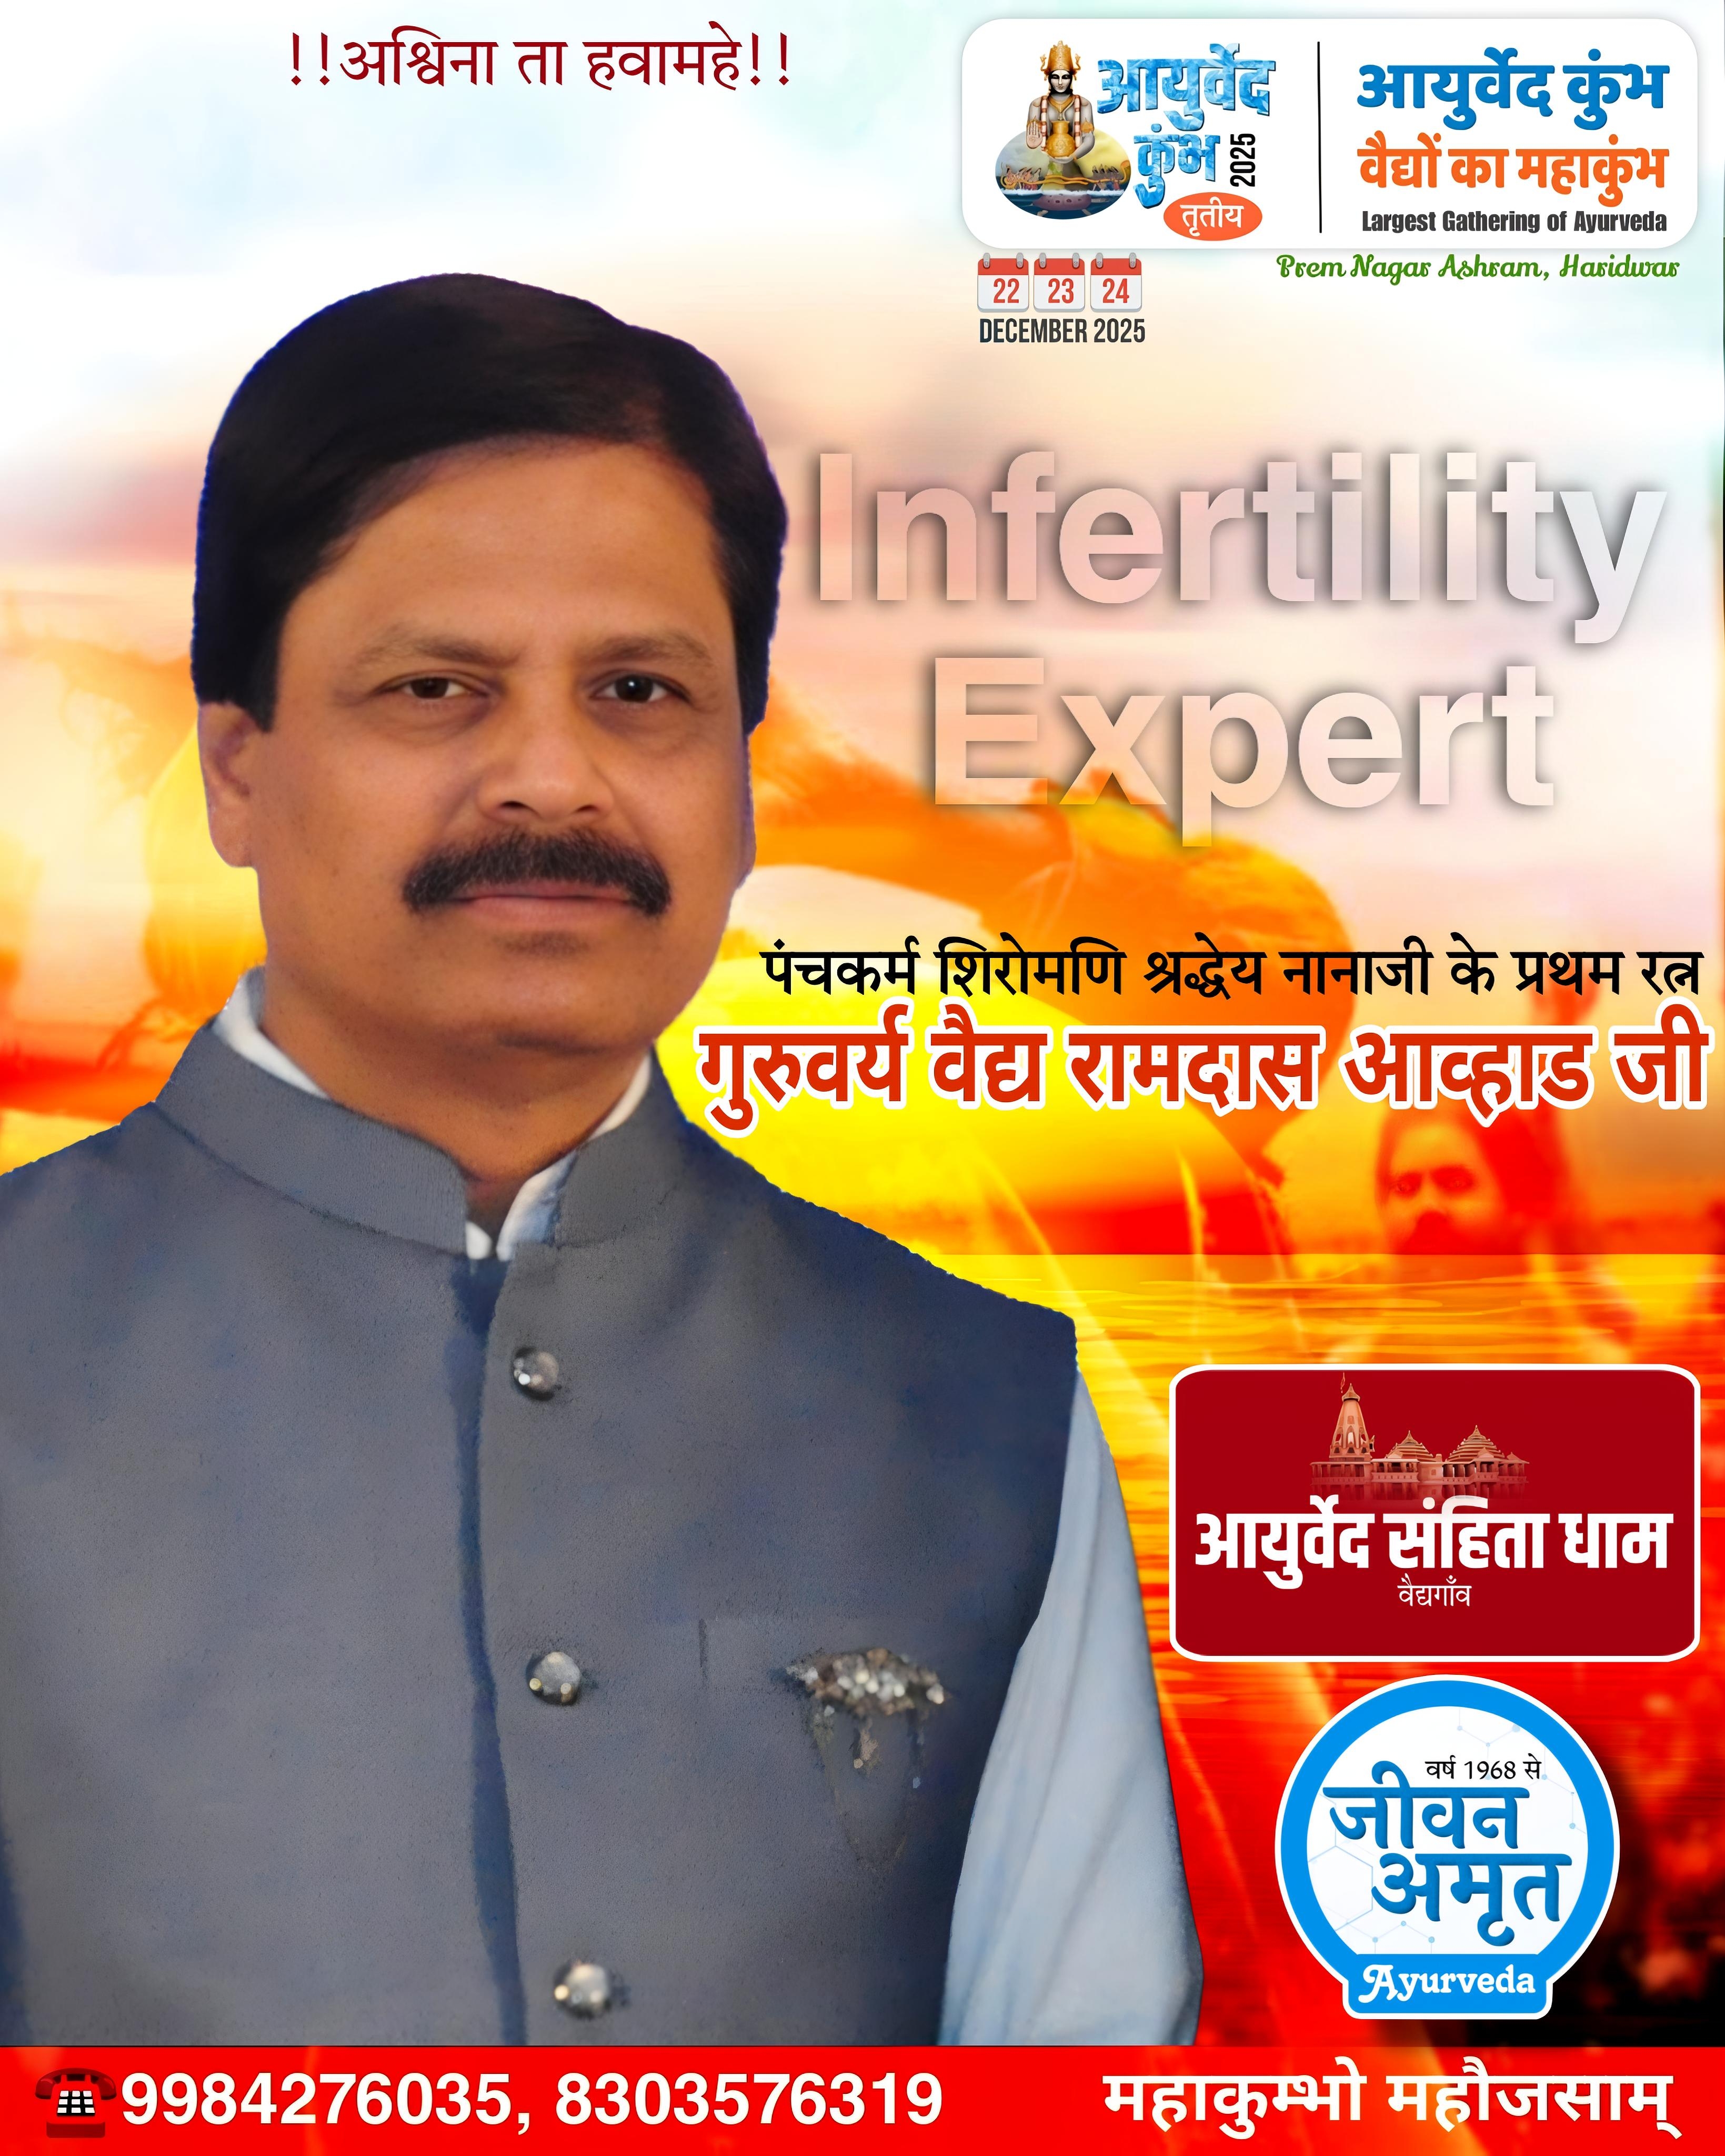 !!अश्विना ता हवामहे!!
आयुर्वेद
कुंभ
2025
तृतीय
आयुर्वेद कुंभ
वैद्यों का महाकुंभ
Largest Gathering of Ayurveda
Prem Nagar Ashram, Haridwar
22 23 24
DECEMBER 2025
Infertility
Expert
पंचकर्म शिरोमणि श्रद्धेय नानाजी के प्रथम रत्न
गुरुवर्य वैद्य रामदास आव्हाड जी
आयुर्वेद संहिता धाम
वैद्यगाँव
वर्ष 1968 से
जीवन
अमृत
Ayurveda
9984276035, 8303576319
महाकुम्भो महौजसाम्